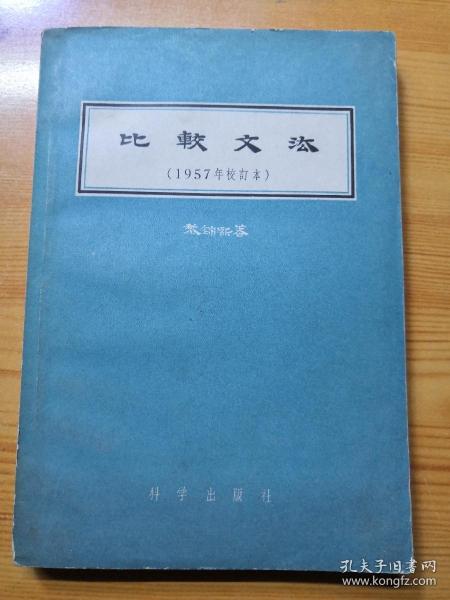 比較文法
(1957年校訂本)
黎錦熙著
科学出版社
孔夫子旧书网
www.kongfz.com